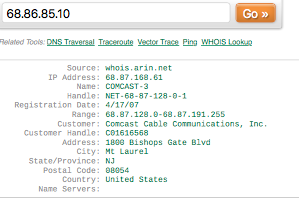 68.86.85.10
Go »
Related Tools: DNS Traversal Traceroute Vector Trace Ping WHOIS Lookup
Source: whois.arin.net
IP Address: 68.87.168.61
Name: COMCAST-3
Handle: NET-68-87-128-0-1
Registration Date: 4/17/07
Range: 68.87.128.0-68.87.191.255
Customer: Comcast Cable Communications, Inc.
Customer Handle: C01616568
Address: 1800 Bishops Gate Blvd
City: Mt Laurel
State/Province: NJ
Postal Code: 08054
Country: United States
Name Servers: